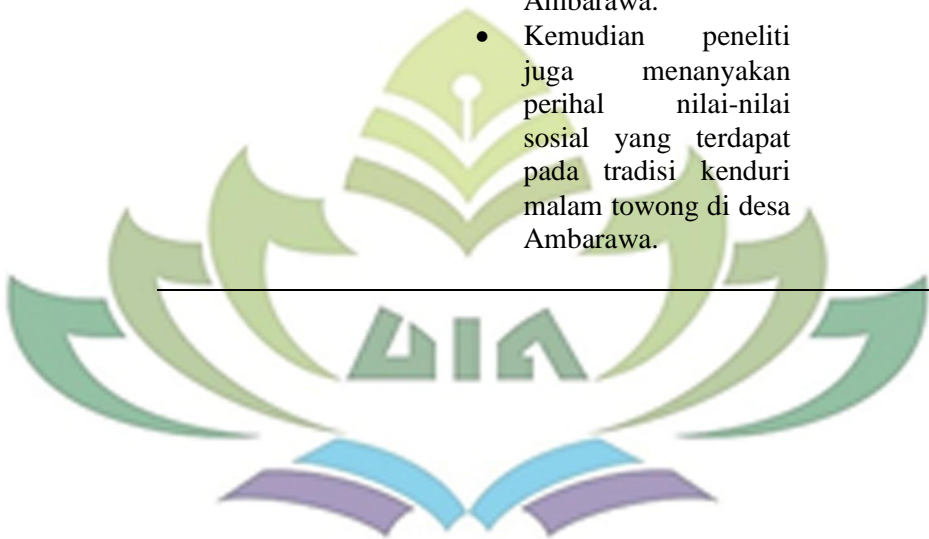 Ambarawa.
• Kemudian peneliti
juga menanyakan
perihal nilai-nilai
sosial yang terdapat
pada tradisi kenduri
malam towong di desa
Ambarawa.
UIN